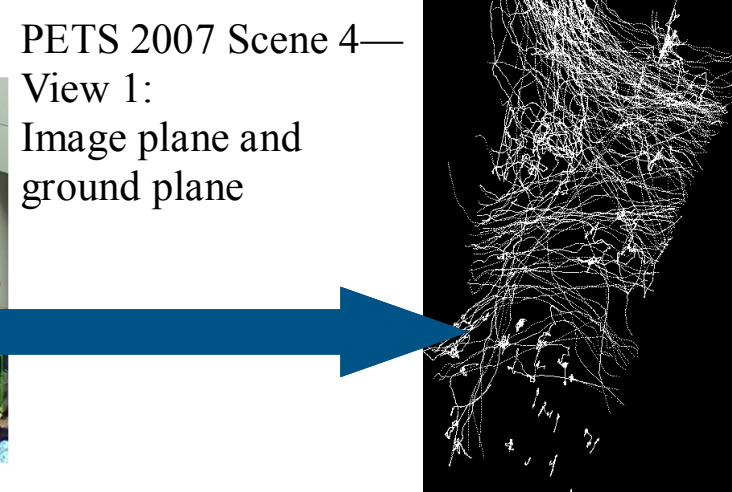 PETS 2007 Scene 4—
View 1:
Image plane and
ground plane